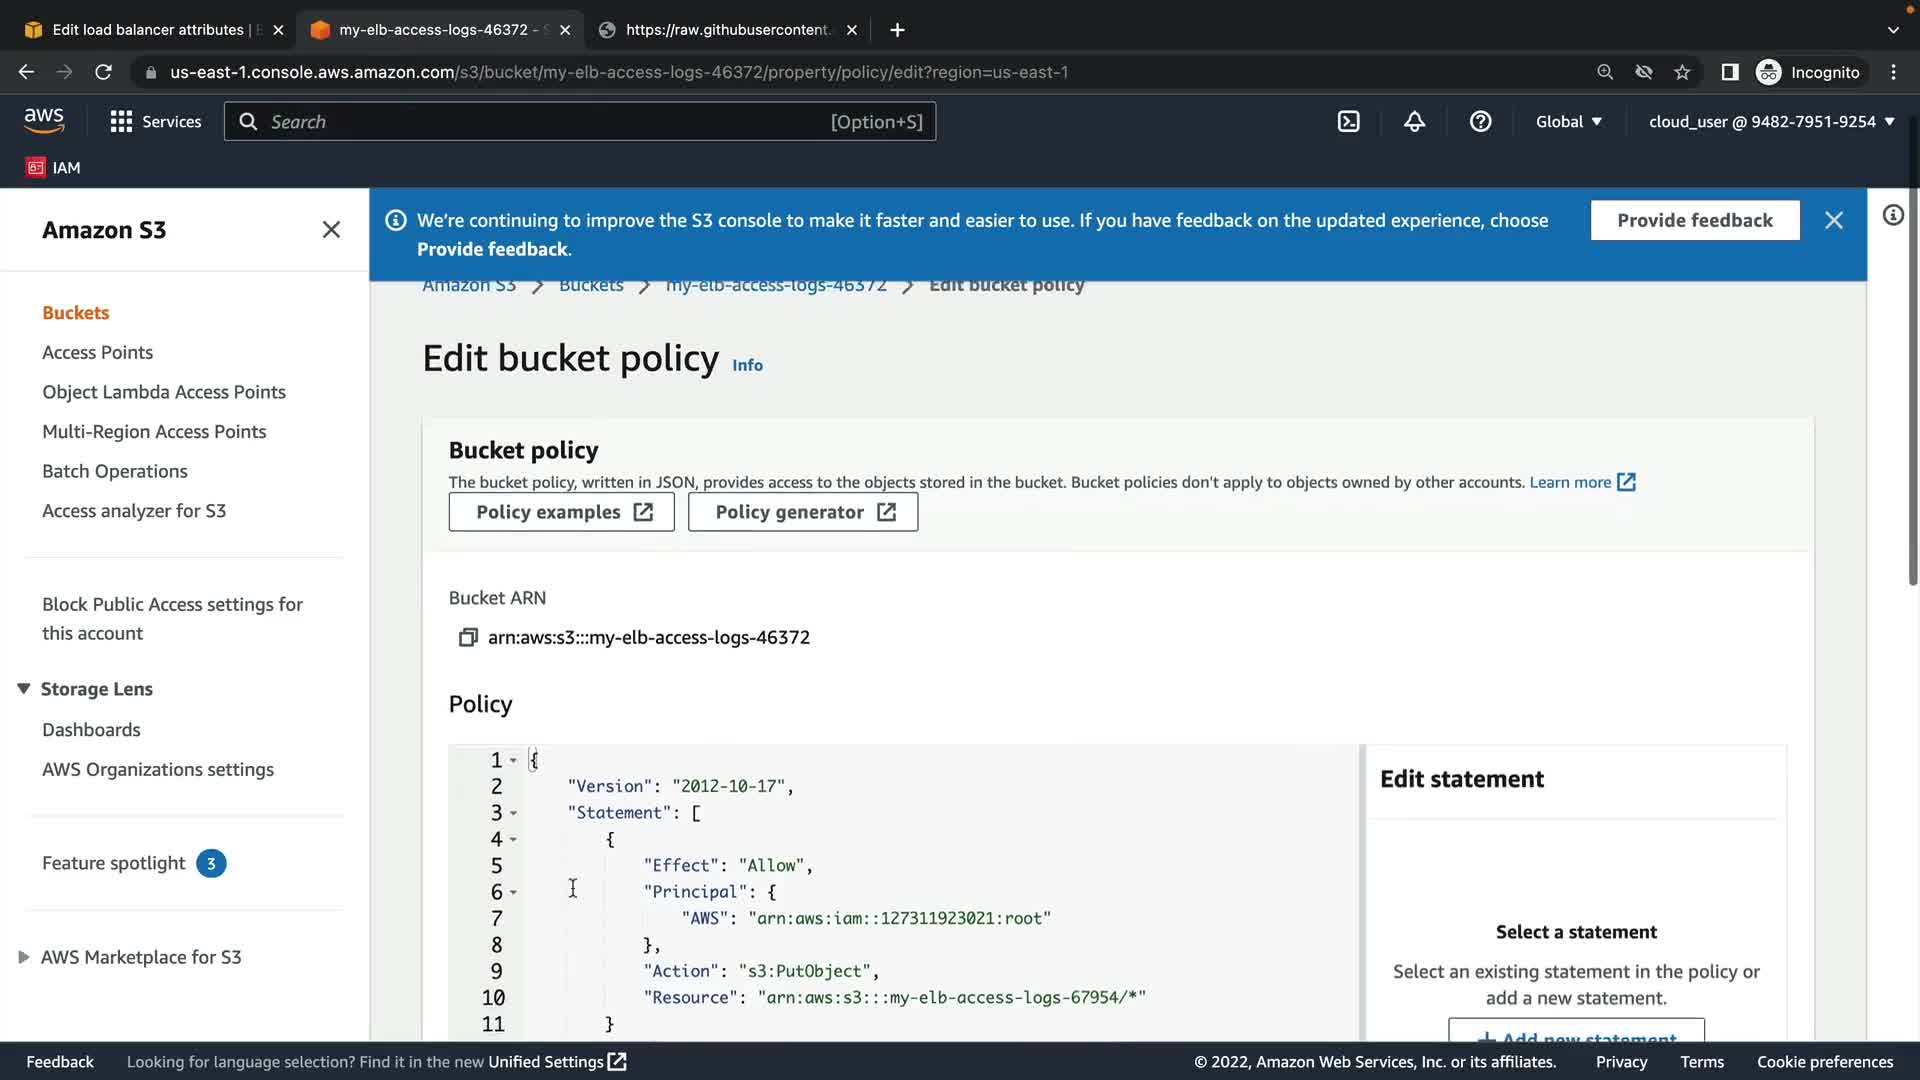 Edit load balancer attributes | E
my-elb-access-logs-46372 - S
https://raw.githubusercontent.
us-east-1.console.aws.amazon.com/s3/bucket/my-elb-access-logs-46372/property/policy/edit?region=us-east-1
Incognito
aws
Services
Search
[Option+S]
Global
cloud_user @ 9482-7951-9254
IAM
Amazon S3
We're continuing to improve the S3 console to make it faster and easier to use. If you have feedback on the updated experience, choose
Provide feedback.
Provide feedback
Buckets
Access Points
Object Lambda Access Points
Multi-Region Access Points
Batch Operations
Access analyzer for S3
Block Public Access settings for
this account
Storage Lens
Dashboards
AWS Organizations settings
Feature spotlight 3
AWS Marketplace for S3
Amazon S3 > Buckets > my-elb-access-logs-46372 > Edit bucket policy
Edit bucket policy Info
Bucket policy
The bucket policy, written in JSON, provides access to the objects stored in the bucket. Bucket policies don't apply to objects owned by other accounts. Learn more
Policy examples
Policy generator
Bucket ARN
arn:aws:s3:::my-elb-access-logs-46372
Policy
1 {
2 "Version": "2012-10-17",
3 "Statement": [
4 {
5 "Effect": "Allow",
6 "Principal": {
7 "AWS": "arn:aws:iam::127311923021:root"
8 },
9 "Action": "s3:PutObject",
10 "Resource": "arn:aws:s3:::my-elb-access-logs-67954/*"
11 }
Edit statement
Select a statement
Select an existing statement in the policy or
add a new statement.
+ Add new statement
Feedback
Looking for language selection? Find it in the new Unified Settings
© 2022, Amazon Web Services, Inc. or its affiliates.
Privacy
Terms
Cookie preferences